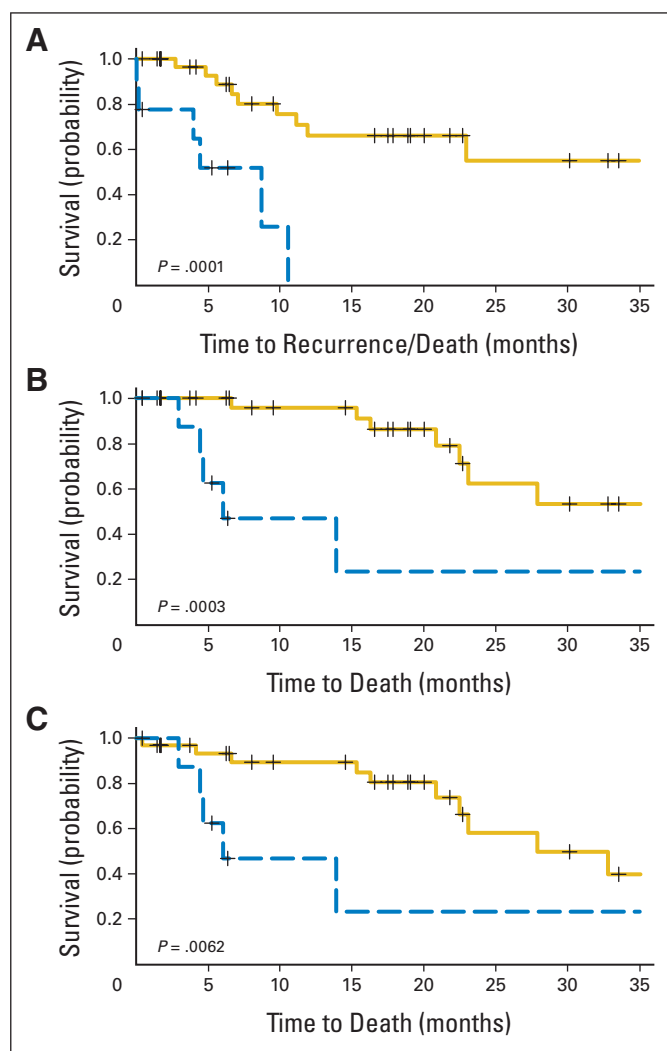 A
Survival (probability)
1.0
0.8
0.6
0.4
0.2
P = .0001
0 5 10 15 20 25 30 35
Time to Recurrence/Death (months)
B
Survival (probability)
1.0
0.8
0.6
0.4
0.2
P = .0003
0 5 10 15 20 25 30 35
Time to Death (months)
C
Survival (probability)
1.0
0.8
0.6
0.4
0.2
P = .0062
0 5 10 15 20 25 30 35
Time to Death (months)